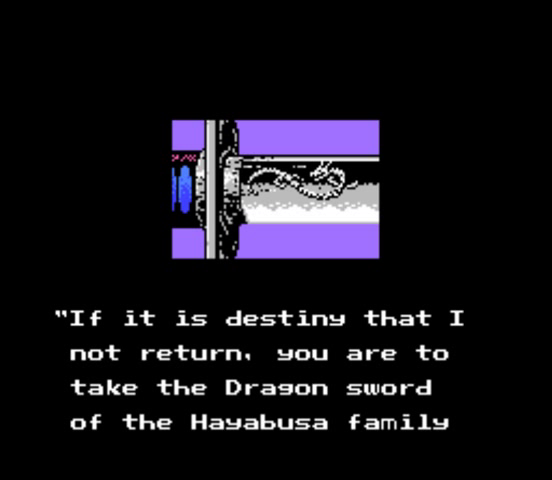 "If it is destiny that I
not return, you are to
take the Dragon sword
of the Hayabusa family